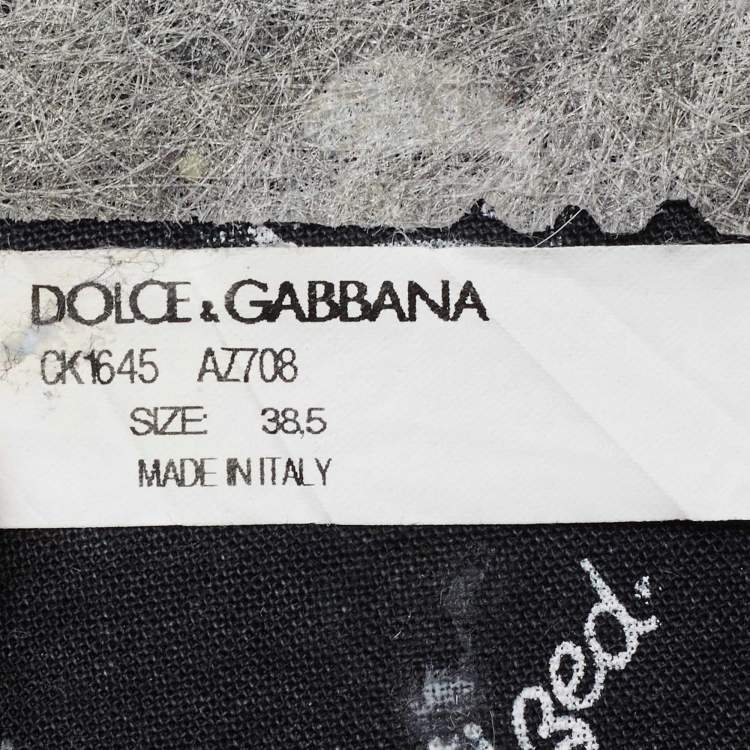 DOLCE & GABBANA
CK1645 AZ708
SIZE: 38,5
MADE IN ITALY